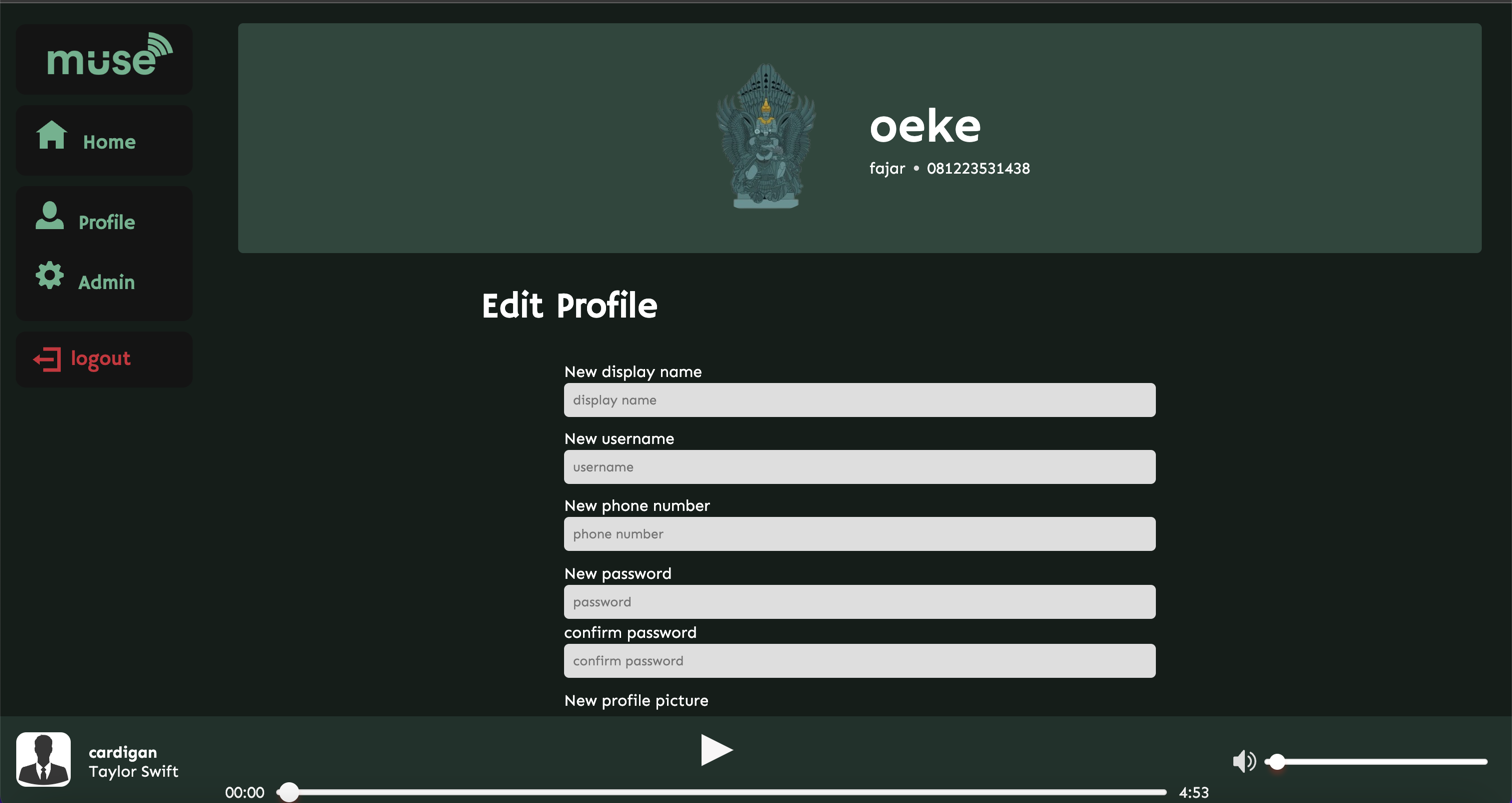 müse
Home
Profile
Admin
logout
oeke
fajar • 081223531438
Edit Profile
New display name
display name
New username
username
New phone number
phone number
New password
password
confirm password
confirm password
New profile picture
cardigan
Taylor Swift
00:00
4:53